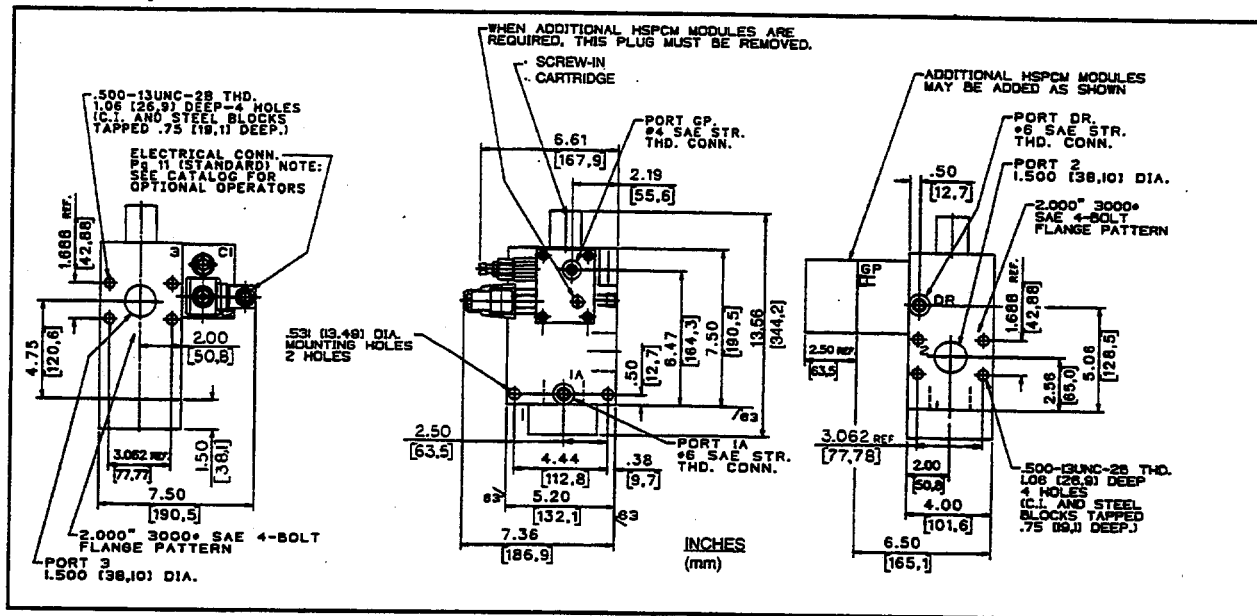 WHEN ADDITIONAL HSPCM MODULES ARE
REQUIRED, THIS PLUG MUST BE REMOVED.
SCREW-IN
CARTRIDGE
PORT GP.
#4 SAE STR.
THD. CONN.
6.61
[167,9]
2.19
[55,6]
.500-13UNC-2B THD.
1.06 [26,9] DEEP-4 HOLES
(C.I. AND STEEL BLOCKS
TAPPED .75 [19,1] DEEP.)
ELECTRICAL CONN.
Pg 11 (STANDARD) NOTE:
SEE CATALOG FOR
OPTIONAL OPERATORS
1.688 REF.
[42,88]
3
C1
4.75
[120,6]
2.00
[50,8]
3.062 REF.
[77,77]
1.50
[38,1]
7.50
[190,5]
2.000" 3000# SAE 4-BOLT
FLANGE PATTERN
PORT 3
1.500 [38,10] DIA.
.531 [13,49] DIA.
MOUNTING HOLES
2 HOLES
1A
1
.50
[12,7]
6.47
[164,3]
7.50
[190,5]
13.56
[344,2]
63
2.50
[63,5]
PORT 1A
#6 SAE STR.
THD. CONN.
4.44
[112,8]
.38
[9,7]
63
5.20
[132,1]
63
7.36
[186,9]
INCHES
(mm)
ADDITIONAL HSPCM MODULES
MAY BE ADDED AS SHOWN
PORT DR.
#6 SAE STR.
THD. CONN.
PORT 2
1.500 [38,10] DIA.
.50
[12,7]
2.000" 3000#
SAE 4-BOLT
FLANGE PATTERN
GP
DR
2
1.688 REF.
[42,88]
2.50 REF.
[63,5]
2.56
[65,0]
5.06
[128,5]
3.062 REF
[77,78]
2.00
[50,8]
.500-13UNC-2B THD.
1.06 [26,9] DEEP
4 HOLES
(C.I. AND STEEL
BLOCKS TAPPED
.75 [19,1] DEEP.)
4.00
[101,6]
6.50
[165,1]